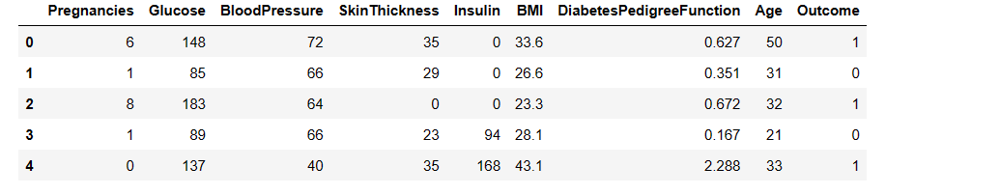 Pregnancies Glucose BloodPressure SkinThickness Insulin BMI DiabetesPedigreeFunction Age Outcome
0 6 148 72 35 0 33.6 0.627 50 1
1 1 85 66 29 0 26.6 0.351 31 0
2 8 183 64 0 0 23.3 0.672 32 1
3 1 89 66 23 94 28.1 0.167 21 0
4 0 137 40 35 168 43.1 2.288 33 1